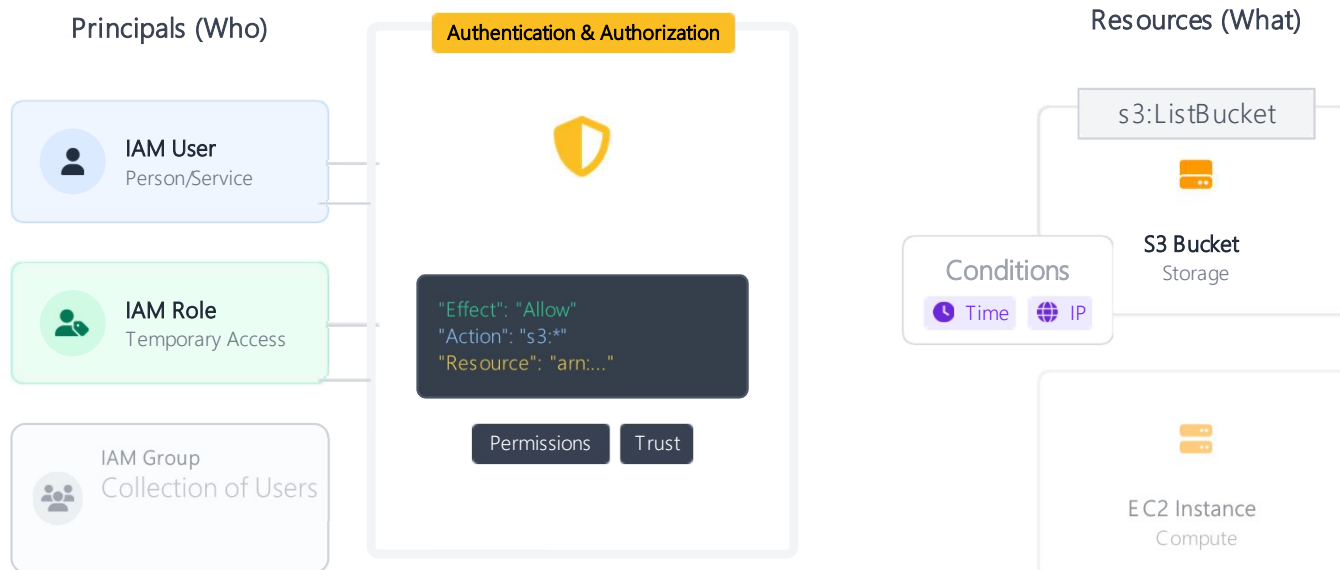 Principals (Who)
IAM User
Person/Service
IAM Role
Temporary Access
IAM Group
Collection of Users
Authentication & Authorization
"Effect": "Allow"
"Action": "s3:*"
"Resource": "arn:..."
Permissions
Trust
Resources (What)
s3:ListBucket
S3 Bucket
Storage
Conditions
Time
IP
EC2 Instance
Compute